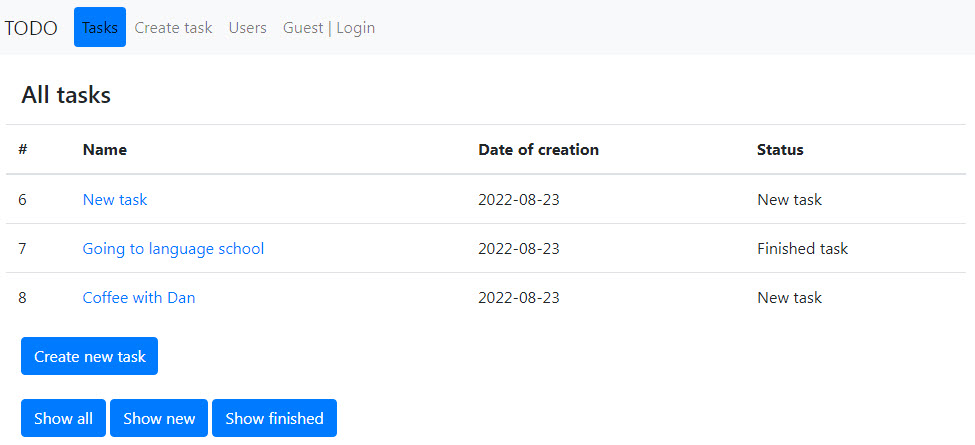 TODO Tasks Create task Users Guest | Login
All tasks
# Name Date of creation Status
6 New task 2022-08-23 New task
7 Going to language school 2022-08-23 Finished task
8 Coffee with Dan 2022-08-23 New task
Create new task
Show all Show new Show finished